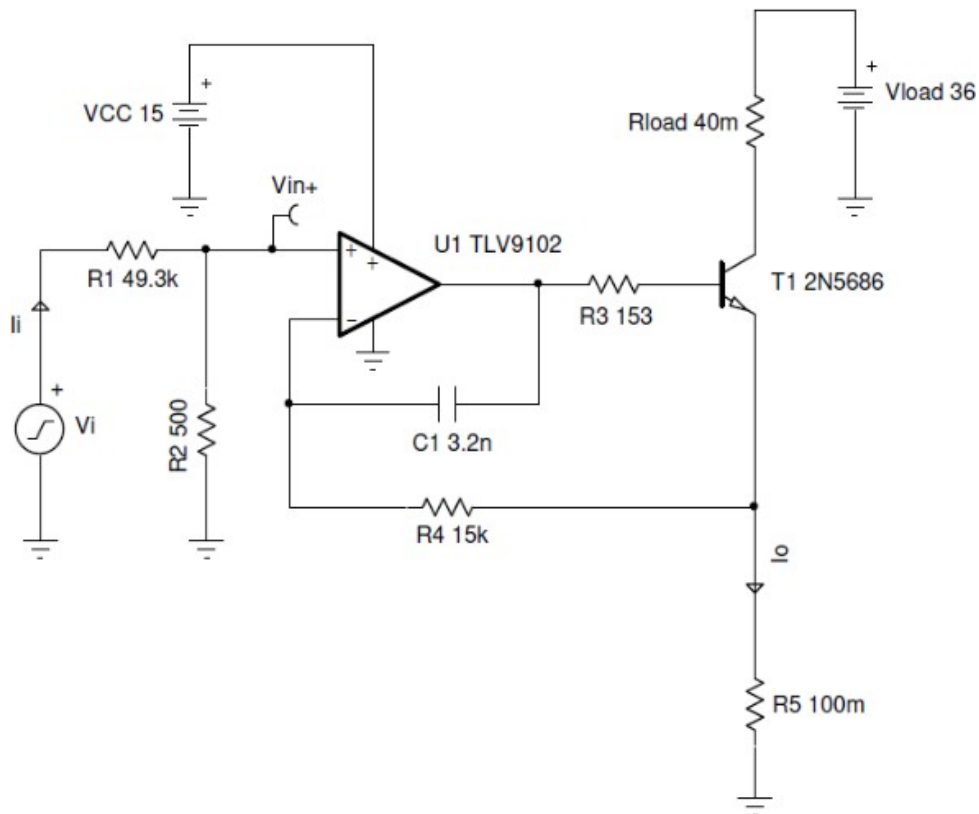 VCC 15
Rload 40m
Vload 36
Vin+
U1 TLV9102
R1 49.3k
T1 2N5686
R3 153
Ii
Vi
R2 500
C1 3.2n
R4 15k
Io
R5 100m